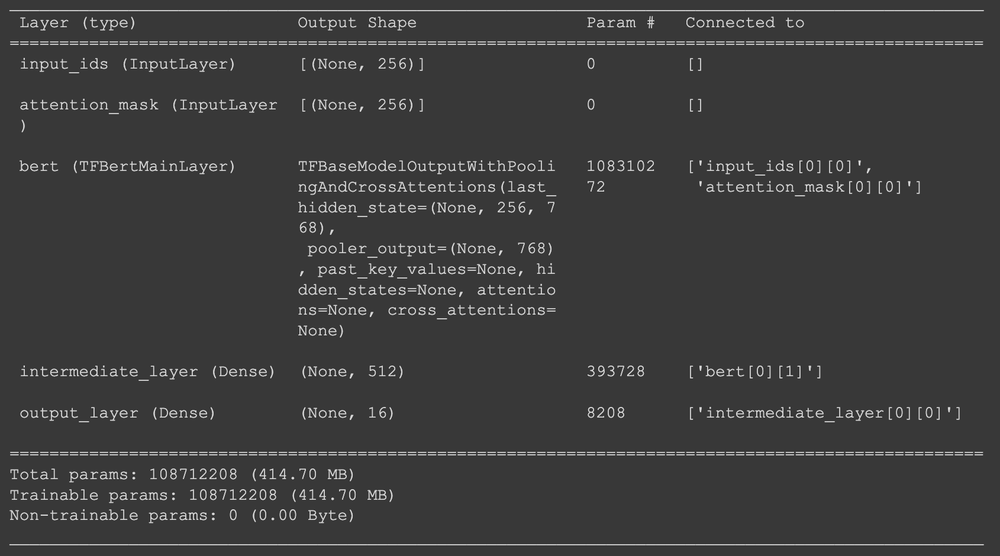 Layer (type) Output Shape Param # Connected to
==================================================================================================
input_ids (InputLayer) [(None, 256)] 0 []
attention_mask (InputLayer [(None, 256)] 0 []
)
bert (TFBertMainLayer) TFBaseModelOutputWithPooli 1083102 ['input_ids[0][0]',
ngAndCrossAttentions(last_ 72 'attention_mask[0][0]']
hidden_state=(None, 256, 7
68),
pooler_output=(None, 768)
, past_key_values=None, hi
dden_states=None, attentio
ns=None, cross_attentions=
None)
intermediate_layer (Dense) (None, 512) 393728 ['bert[0][1]']
output_layer (Dense) (None, 16) 8208 ['intermediate_layer[0][0]']
==================================================================================================
Total params: 108712208 (414.70 MB)
Trainable params: 108712208 (414.70 MB)
Non-trainable params: 0 (0.00 Byte)